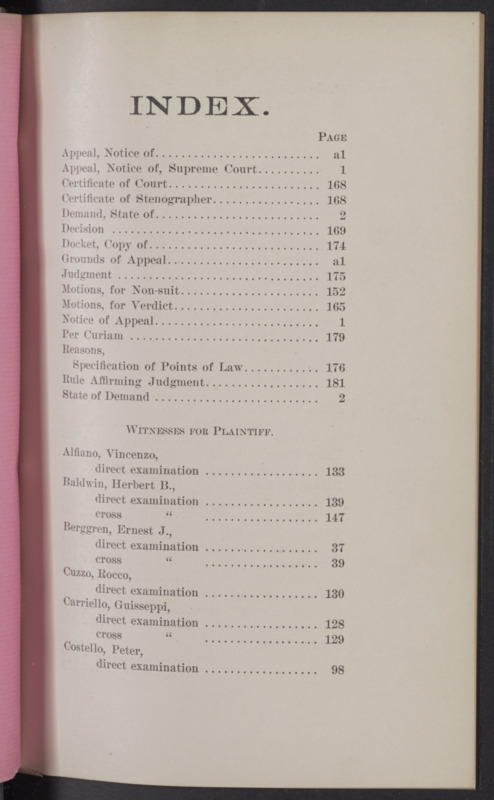 INDEX.
PAGE
Appeal, Notice of.......................... a1
Appeal, Notice of, Supreme Court.......... 1
Certificate of Court........................ 168
Certificate of Stenographer................. 168
Demand, State of.......................... 2
Decision ................................. 169
Docket, Copy of........................... 174
Grounds of Appeal........................ a1
Judgment ................................ 175
Motions, for Non-suit...................... 152
Motions, for Verdict....................... 165
Notice of Appeal.......................... 1
Per Curiam .............................. 179
Reasons,
Specification of Points of Law............ 176
Rule Affirming Judgment.................. 181
State of Demand .......................... 2
WITNESSES FOR PLAINTIFF.
Alfiano, Vincenzo,
direct examination .................. 133
Baldwin, Herbert B.,
direct examination .................. 139
cross " .................. 147
Berggren, Ernest J.,
direct examination .................. 37
cross " .................. 39
Cuzzo, Rocco,
direct examination .................. 130
Carriello, Guisseppi,
direct examination .................. 128
cross " .................. 129
Costello, Peter,
direct examination .................. 98